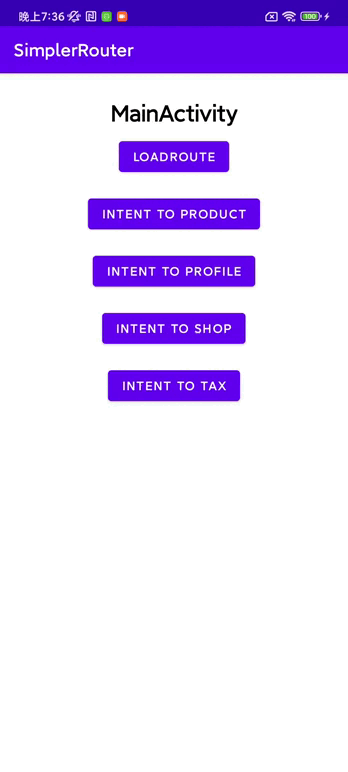 晚上7:36
100
SimplerRouter
MainActivity
LOADROUTE
INTENT TO PRODUCT
INTENT TO PROFILE
INTENT TO SHOP
INTENT TO TAX